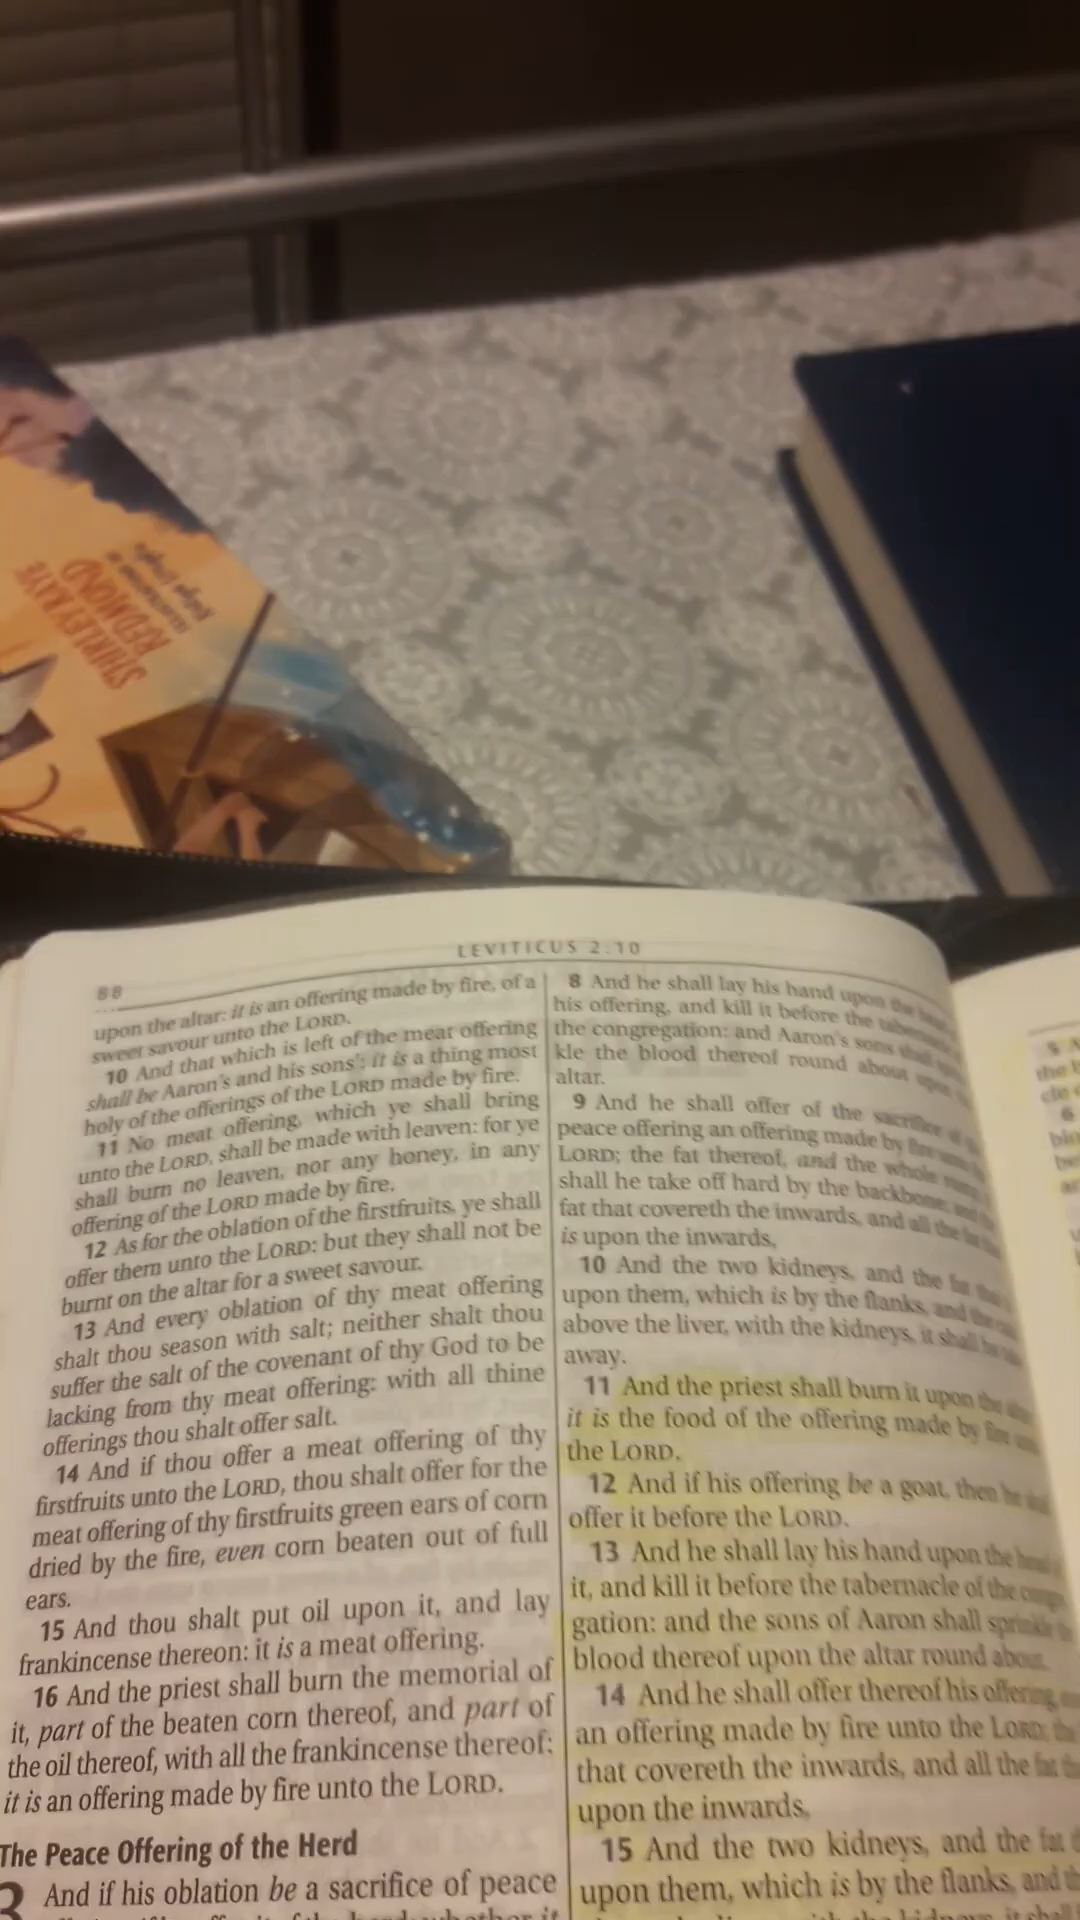 SHIRLEY RAYE
REDMOND
LEVITICUS 2:10
88
upon the altar: it is an offering made by fire, of a
sweet savour unto the LORD.
10 And that which is left of the meat offering
shall be Aaron's and his sons': it is a thing most
holy of the offerings of the LORD made by fire.
11 No meat offering, which ye shall bring
unto the LORD, shall be made with leaven: for ye
shall burn no leaven, nor any honey, in any
offering of the LORD made by fire.
12 As for the oblation of the firstfruits, ye shall
offer them unto the LORD: but they shall not be
burnt on the altar for a sweet savour.
13 And every oblation of thy meat offering
shalt thou season with salt; neither shalt thou
suffer the salt of the covenant of thy God to be
lacking from thy meat offering: with all thine
offerings thou shalt offer salt.
14 And if thou offer a meat offering of thy
firstfruits unto the LORD, thou shalt offer for the
meat offering of thy firstfruits green ears of corn
dried by the fire, even corn beaten out of full
ears.
15 And thou shalt put oil upon it, and lay
frankincense thereon: it is a meat offering.
16 And the priest shall burn the memorial of
it, part of the beaten corn thereof, and part of
the oil thereof, with all the frankincense thereof:
it is an offering made by fire unto the LORD.
The Peace Offering of the Herd
3 And if his oblation be a sacrifice of peace
8 And he shall lay his hand upon the head
his offering, and kill it before the
the congregation: and Aaron's sons shall
kle the blood thereof round about upon
altar.
9 And he shall offer of the sacrifice
peace offering an offering made by fire unto
LORD; the fat thereof, and the whole
shall he take off hard by the backbone; and
fat that covereth the inwards, and all the fat
is upon the inwards,
10 And the two kidneys, and the fat
upon them, which is by the flanks, and the
above the liver, with the kidneys, it shall he
away.
11 And the priest shall burn it upon the
it is the food of the offering made by fire
the LORD.
12 And if his offering be a goat, then he
offer it before the LORD.
13 And he shall lay his hand upon the head
it, and kill it before the tabernacle of the
gation: and the sons of Aaron shall sprinkle
blood thereof upon the altar round about.
14 And he shall offer thereof his offering,
an offering made by fire unto the LORD; the
that covereth the inwards, and all the fat
upon the inwards,
15 And the two kidneys, and the fat
upon them, which is by the flanks, and